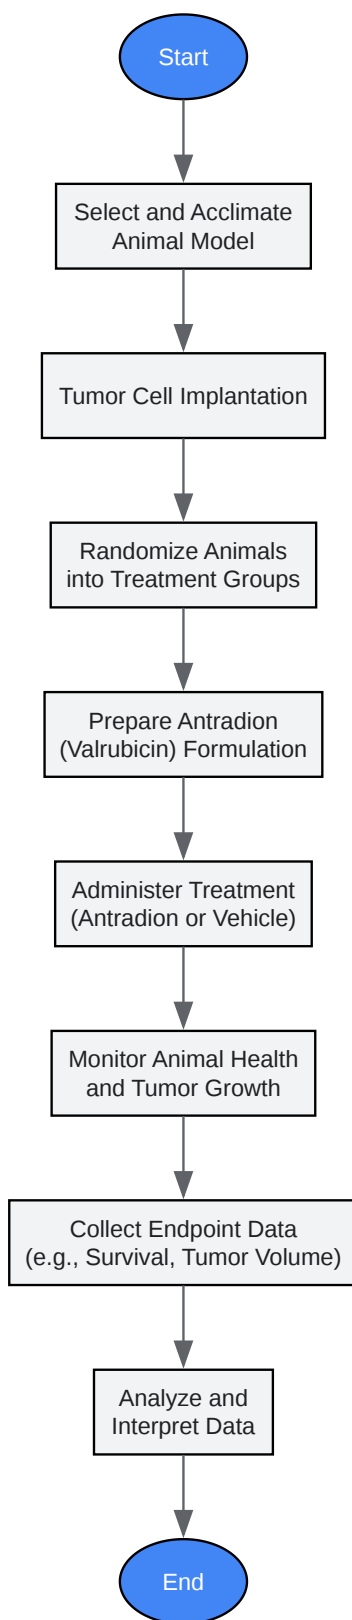 Start
Select and Acclimate
Animal Model
Tumor Cell Implantation
Randomize Animals
into Treatment Groups
Prepare Antradion
(Valrubicin) Formulation
Administer Treatment
(Antradion or Vehicle)
Monitor Animal Health
and Tumor Growth
Collect Endpoint Data
(e.g., Survival, Tumor Volume)
Analyze and
Interpret Data
End